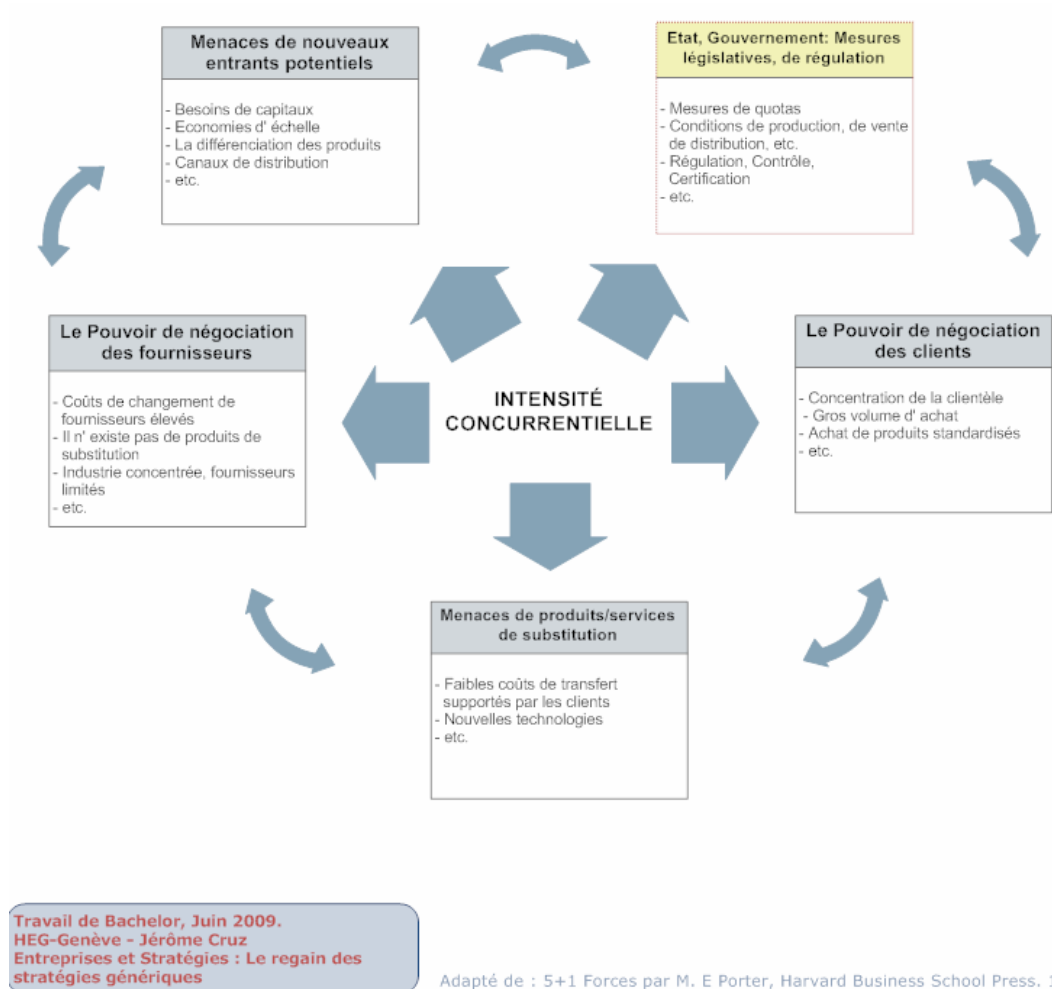 Menaces de nouveaux
entrants potentiels
- Besoins de capitaux
- Economies d' échelle
- La différenciation des produits
- Canaux de distribution
- etc.
Etat, Gouvernement: Mesures
législatives, de régulation
- Mesures de quotas
- Conditions de production, de vente
de distribution, etc.
- Régulation, Contrôle,
Certification
- etc.
Le Pouvoir de négociation
des fournisseurs
- Coûts de changement de
fournisseurs élevés
- Il n' existe pas de produits de
substitution
- Industrie concentrée, fournisseurs
limités
- etc.
INTENSITÉ
CONCURRENTIELLE
Le Pouvoir de négociation
des clients
- Concentration de la clientèle
- Gros volume d' achat
- Achat de produits standardisés
- etc.
Menaces de produits/services
de substitution
- Faibles coûts de transfert
supportés par les clients
- Nouvelles technologies
- etc.
Travail de Bachelor, Juin 2009.
HEG-Genève - Jérôme Cruz
Entreprises et Stratégies : Le regain des
stratégies génériques
Adapté de : 5+1 Forces par M. E Porter, Harvard Business School Press.